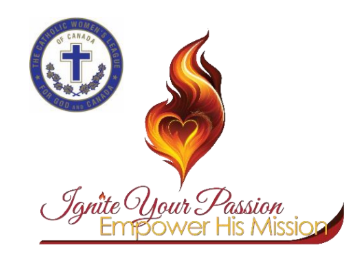 THE CATHOLIC WOMEN'S LEAGUE
OF CANADA
FOR GOD AND CANADA
Ignite Your Passion
Empower His Mission